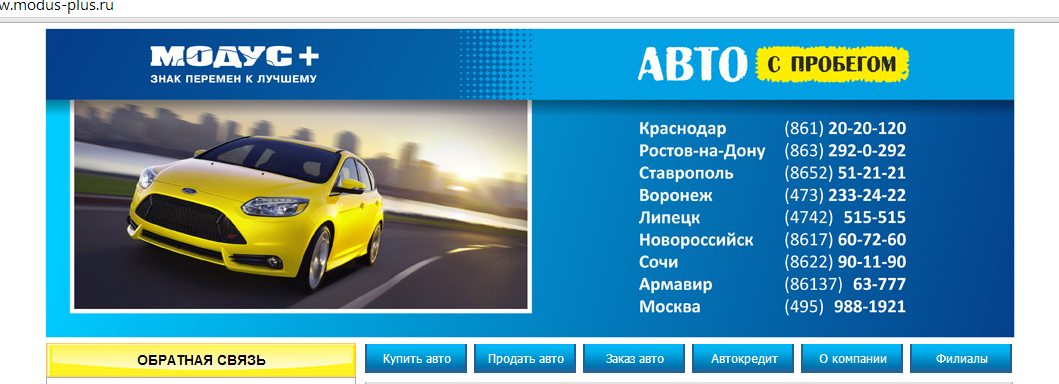 w.modus-plus.ru
МОДУС+
ЗНАК ПЕРЕМЕН К ЛУЧШЕМУ
АВТО С ПРОБЕГОМ
Краснодар (861) 20-20-120
Ростов-на-Дону (863) 292-0-292
Ставрополь (8652) 51-21-21
Воронеж (473) 233-24-22
Липецк (4742) 515-515
Новороссийск (8617) 60-72-60
Сочи (8622) 90-11-90
Армавир (86137) 63-777
Москва (495) 988-1921
ОБРАТНАЯ СВЯЗЬ
Купить авто Продать авто Заказ авто Автокредит О компании Филиалы